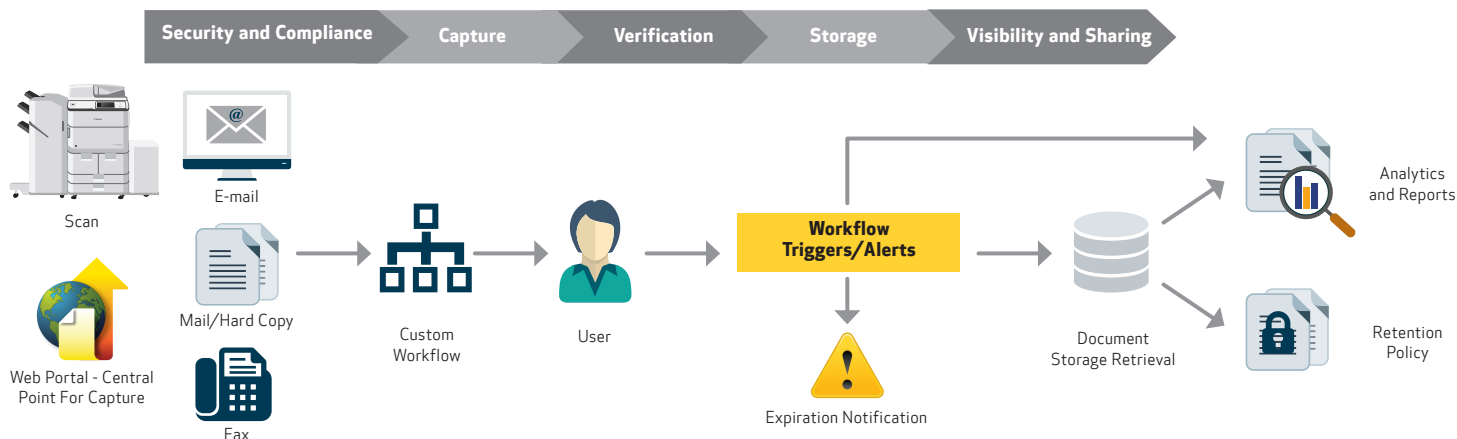 Security and Compliance
Capture
Verification
Storage
Visibility and Sharing
@
E-mail
Scan
Mail/Hard Copy
Web Portal - Central
Point For Capture
Fax
Custom
Workflow
User
Workflow
Triggers/Alerts
Expiration Notification
Document
Storage Retrieval
Analytics
and Reports
Retention
Policy